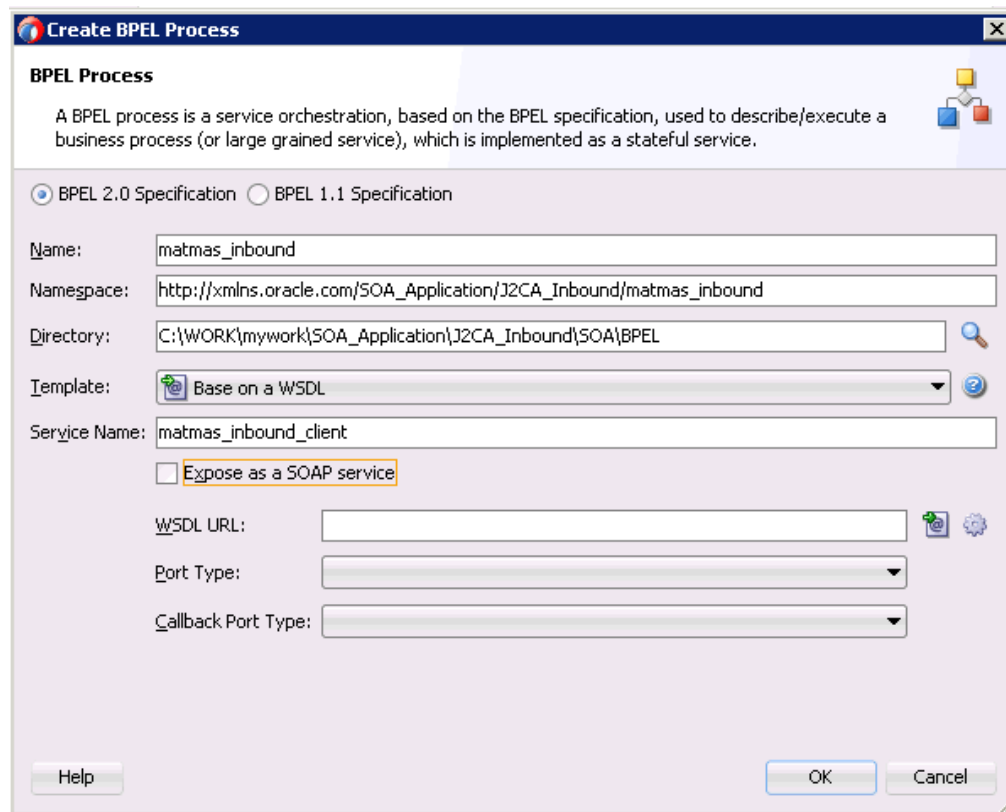 Create BPEL Process
BPEL Process
A BPEL process is a service orchestration, based on the BPEL specification, used to describe/execute a
business process (or large grained service), which is implemented as a stateful service.
BPEL 2.0 Specification BPEL 1.1 Specification
Name: matmas_inbound
Namespace: http://xmlns.oracle.com/SOA_Application/J2CA_Inbound/matmas_inbound
Directory: C:\WORK\mywork\SOA_Application\J2CA_Inbound\SOA\BPEL
Template: Base on a WSDL
Service Name: matmas_inbound_client
Expose as a SOAP service
WSDL URL:
Port Type:
Callback Port Type:
Help OK Cancel